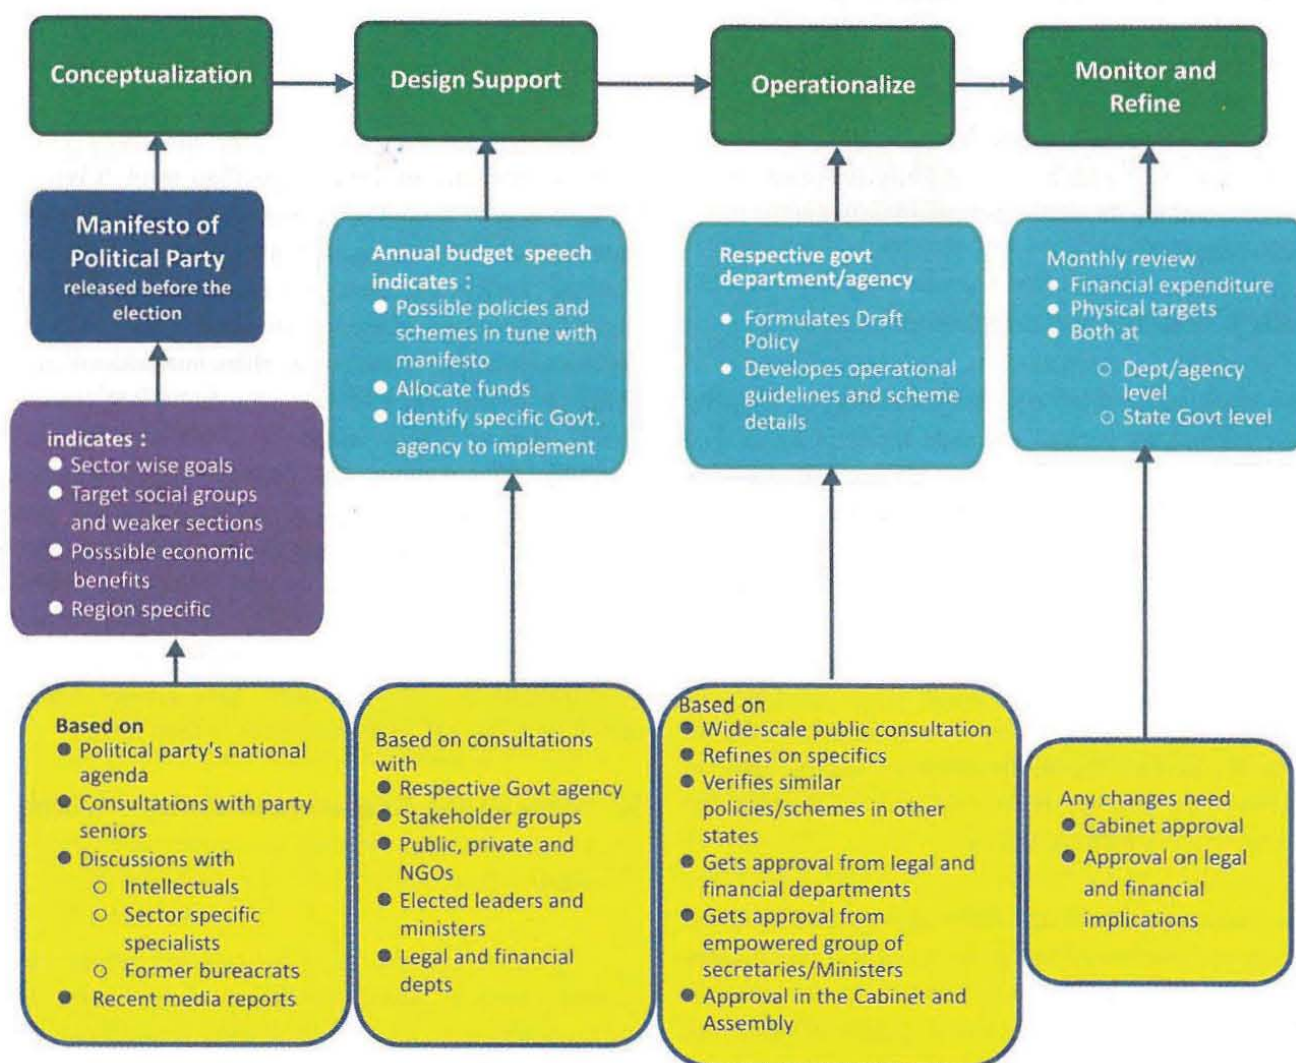 Conceptualization
Design Support
Operationalize
Monitor and
Refine
Manifesto of
Political Party
released before the
election
indicates :
● Sector wise goals
● Target social groups
and weaker sections
● Posssible economic
benefits
● Region specific
Based on
● Political party's national
agenda
● Consultations with party
seniors
● Discussions with
○ Intellectuals
○ Sector specific
specialists
○ Former bureacrats
● Recent media reports
Annual budget speech
indicates :
● Possible policies and
schemes in tune with
manifesto
● Allocate funds
● Identify specific Govt.
agency to implement
Based on consultations
with
● Respective Govt agency
● Stakeholder groups
● Public, private and
NGOs
● Elected leaders and
ministers
● Legal and financial
depts
Respective govt
department/agency
● Formulates Draft
Policy
● Developes operational
guidelines and scheme
details
Based on
● Wide-scale public consultation
● Refines on specifics
● Verifies similar
policies/schemes in other
states
● Gets approval from legal and
financial departments
● Gets approval from
empowered group of
secretaries/Ministers
● Approval in the Cabinet and
Assembly
Monthly review
● Financial expenditure
● Physical targets
● Both at
○ Dept/agency
level
○ State Govt level
Any changes need
● Cabinet approval
● Approval on legal
and financial
implications